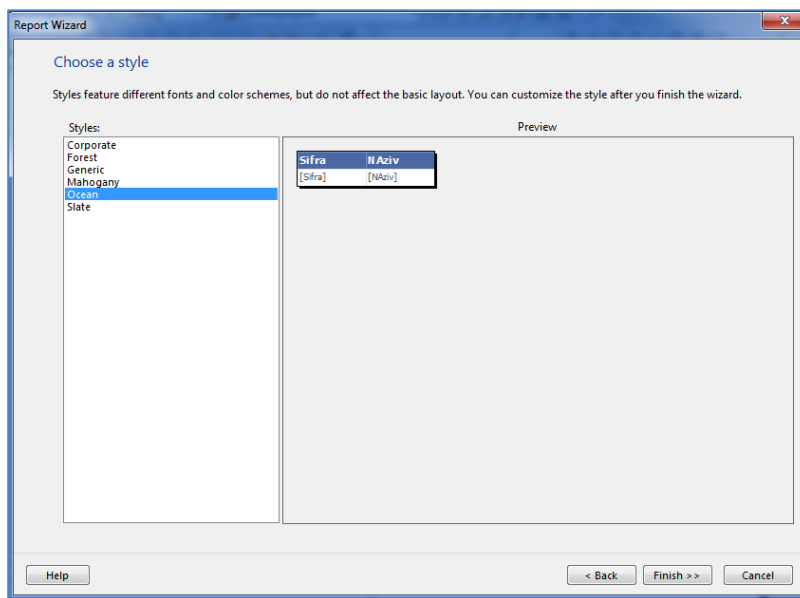 Report Wizard
Choose a style
Styles feature different fonts and color schemes, but do not affect the basic layout. You can customize the style after you finish the wizard.
Styles:
Corporate
Forest
Generic
Mahogany
Ocean
Slate
Preview
Sifra NAziv
[Sifra] [NAziv]
Help < Back Finish >> Cancel